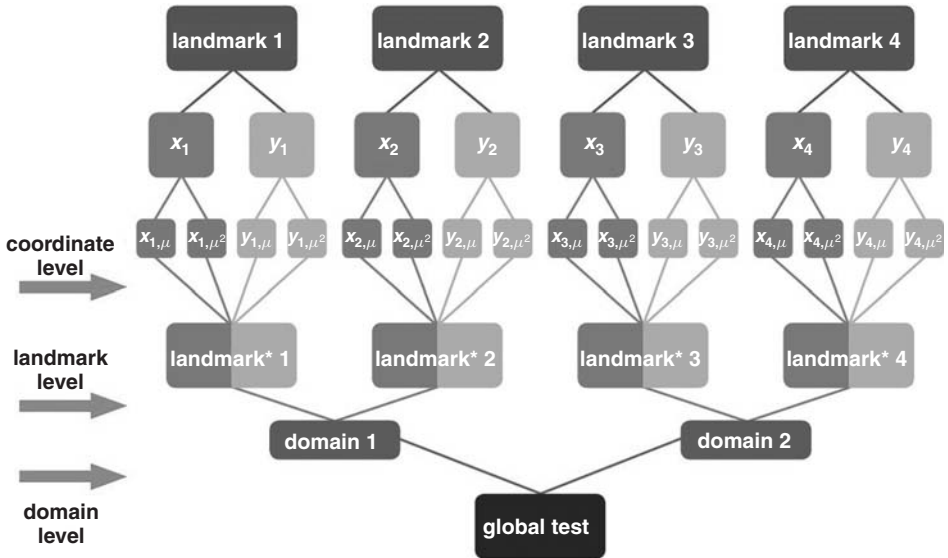 landmark 1 landmark 2 landmark 3 landmark 4
x₁ y₁ x₂ y₂ x₃ y₃ x₄ y₄
x₁,μ x₁,μ² y₁,μ y₁,μ² x₂,μ x₂,μ² y₂,μ y₂,μ² x₃,μ x₃,μ² y₃,μ y₃,μ² x₄,μ x₄,μ² y₄,μ y₄,μ²
coordinate
level
landmark* 1 landmark* 2 landmark* 3 landmark* 4
landmark
level
domain 1 domain 2
domain
level
global test